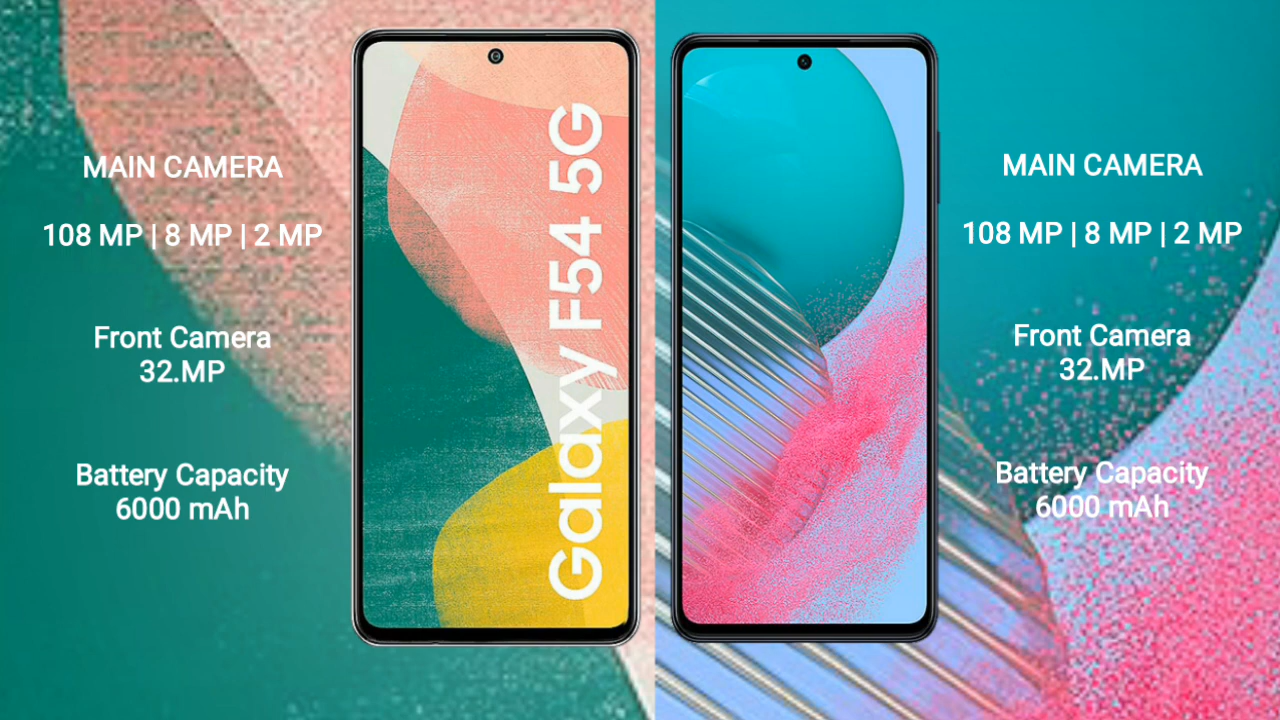 MAIN CAMERA
108 MP | 8 MP | 2 MP
Front Camera
32.MP
Battery Capacity
6000 mAh
Galaxy F54 5G
MAIN CAMERA
108 MP | 8 MP | 2 MP
Front Camera
32.MP
Battery Capacity
6000 mAh